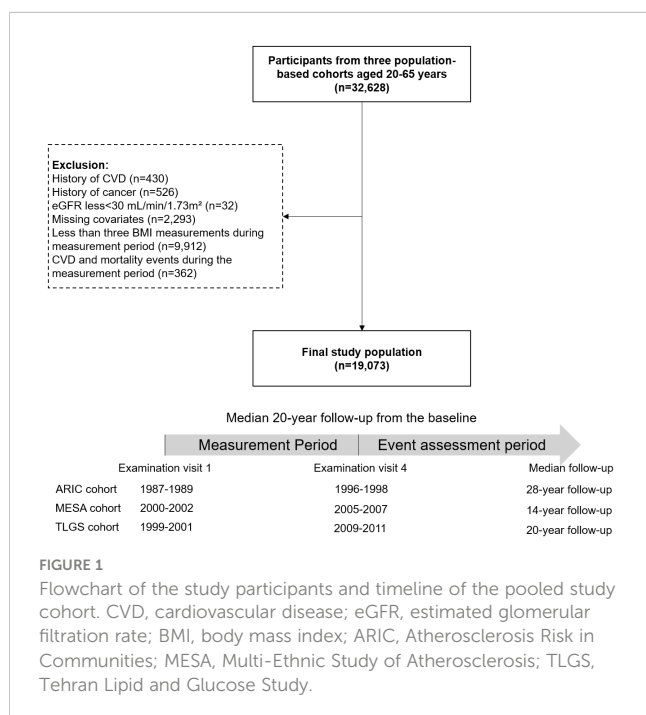 Participants from three population-
based cohorts aged 20-65 years
(n=32,628)
Exclusion:
History of CVD (n=430)
History of cancer (n=526)
eGFR less<30 mL/min/1.73m² (n=32)
Missing covariates (n=2,293)
Less than three BMI measurements during
measurement period (n=9,912)
CVD and mortality events during the
measurement period (n=362)
Final study population
(n=19,073)
Median 20-year follow-up from the baseline
Measurement Period Event assessment period
Examination visit 1 Examination visit 4 Median follow-up
ARIC cohort 1987-1989 1996-1998 28-year follow-up
MESA cohort 2000-2002 2005-2007 14-year follow-up
TLGS cohort 1999-2001 2009-2011 20-year follow-up
FIGURE 1
Flowchart of the study participants and timeline of the pooled study
cohort. CVD, cardiovascular disease; eGFR, estimated glomerular
filtration rate; BMI, body mass index; ARIC, Atherosclerosis Risk in
Communities; MESA, Multi-Ethnic Study of Atherosclerosis; TLGS,
Tehran Lipid and Glucose Study.